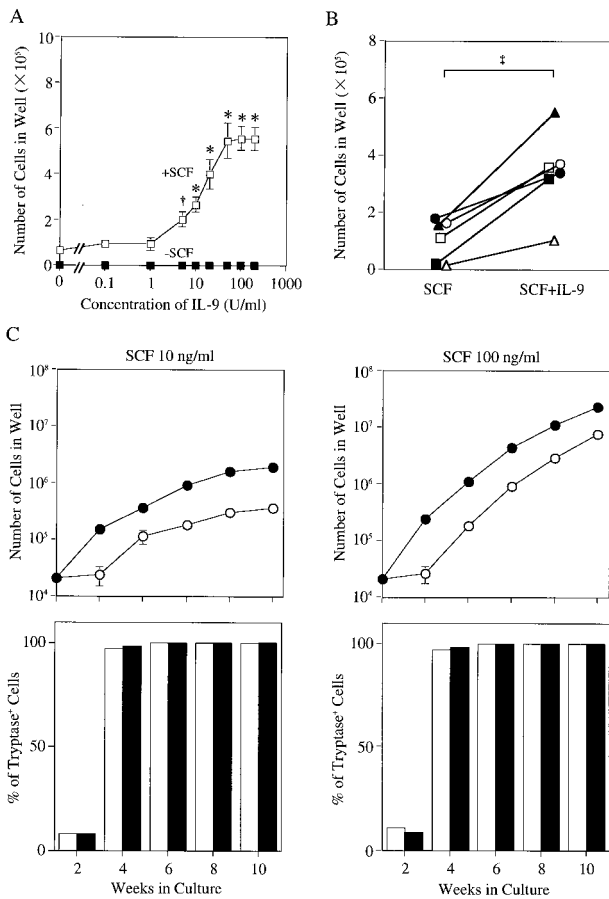 A
Number of Cells in Well (×10⁵)
10
8
6
4
2
0
+SCF
-SCF
†
*
*
*
*
*
0
0.1
1
10
100
1000
Concentration of IL-9 (U/ml)
B
Number of Cells in Well (×10⁵)
8
6
4
2
0
‡
SCF
SCF+IL-9
C
SCF 10 ng/ml
Number of Cells in Well
10⁸
10⁷
10⁶
10⁵
10⁴
SCF 100 ng/ml
Number of Cells in Well
10⁸
10⁷
10⁶
10⁵
10⁴
% of Tryptase⁺ Cells
100
50
0
2 4 6 8 10
Weeks in Culture
% of Tryptase⁺ Cells
100
50
0
2 4 6 8 10
Weeks in Culture